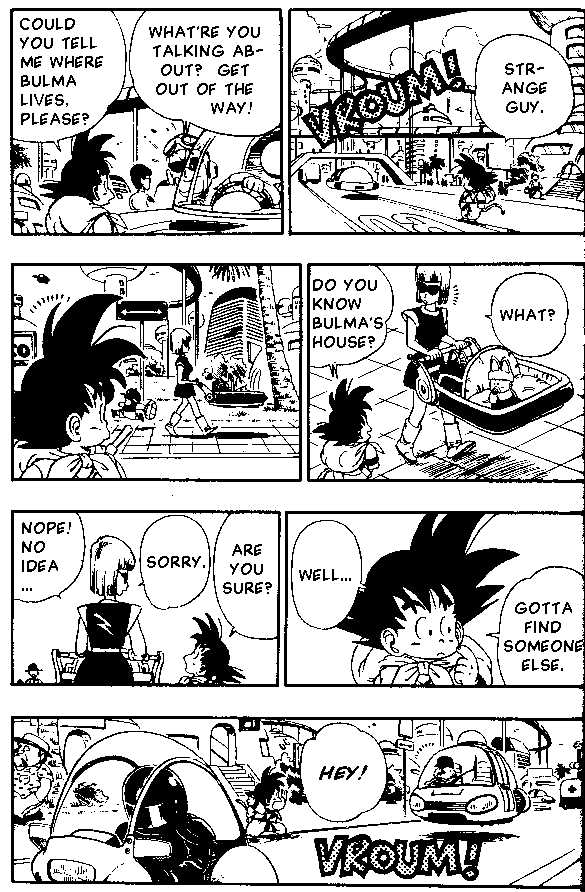 COULD
YOU TELL
ME WHERE
BULMA
LIVES,
PLEASE?
WHAT'RE YOU
TALKING AB-
OUT? GET
OUT OF THE
WAY!
VROUM!
STR-
ANGE
GUY.
DO YOU
KNOW
BULMA'S
HOUSE?
WHAT?
NOPE!
NO
IDEA
...
SORRY.
ARE
YOU
SURE?
WELL...
GOTTA
FIND
SOMEONE
ELSE.
HEY!
VROUM!